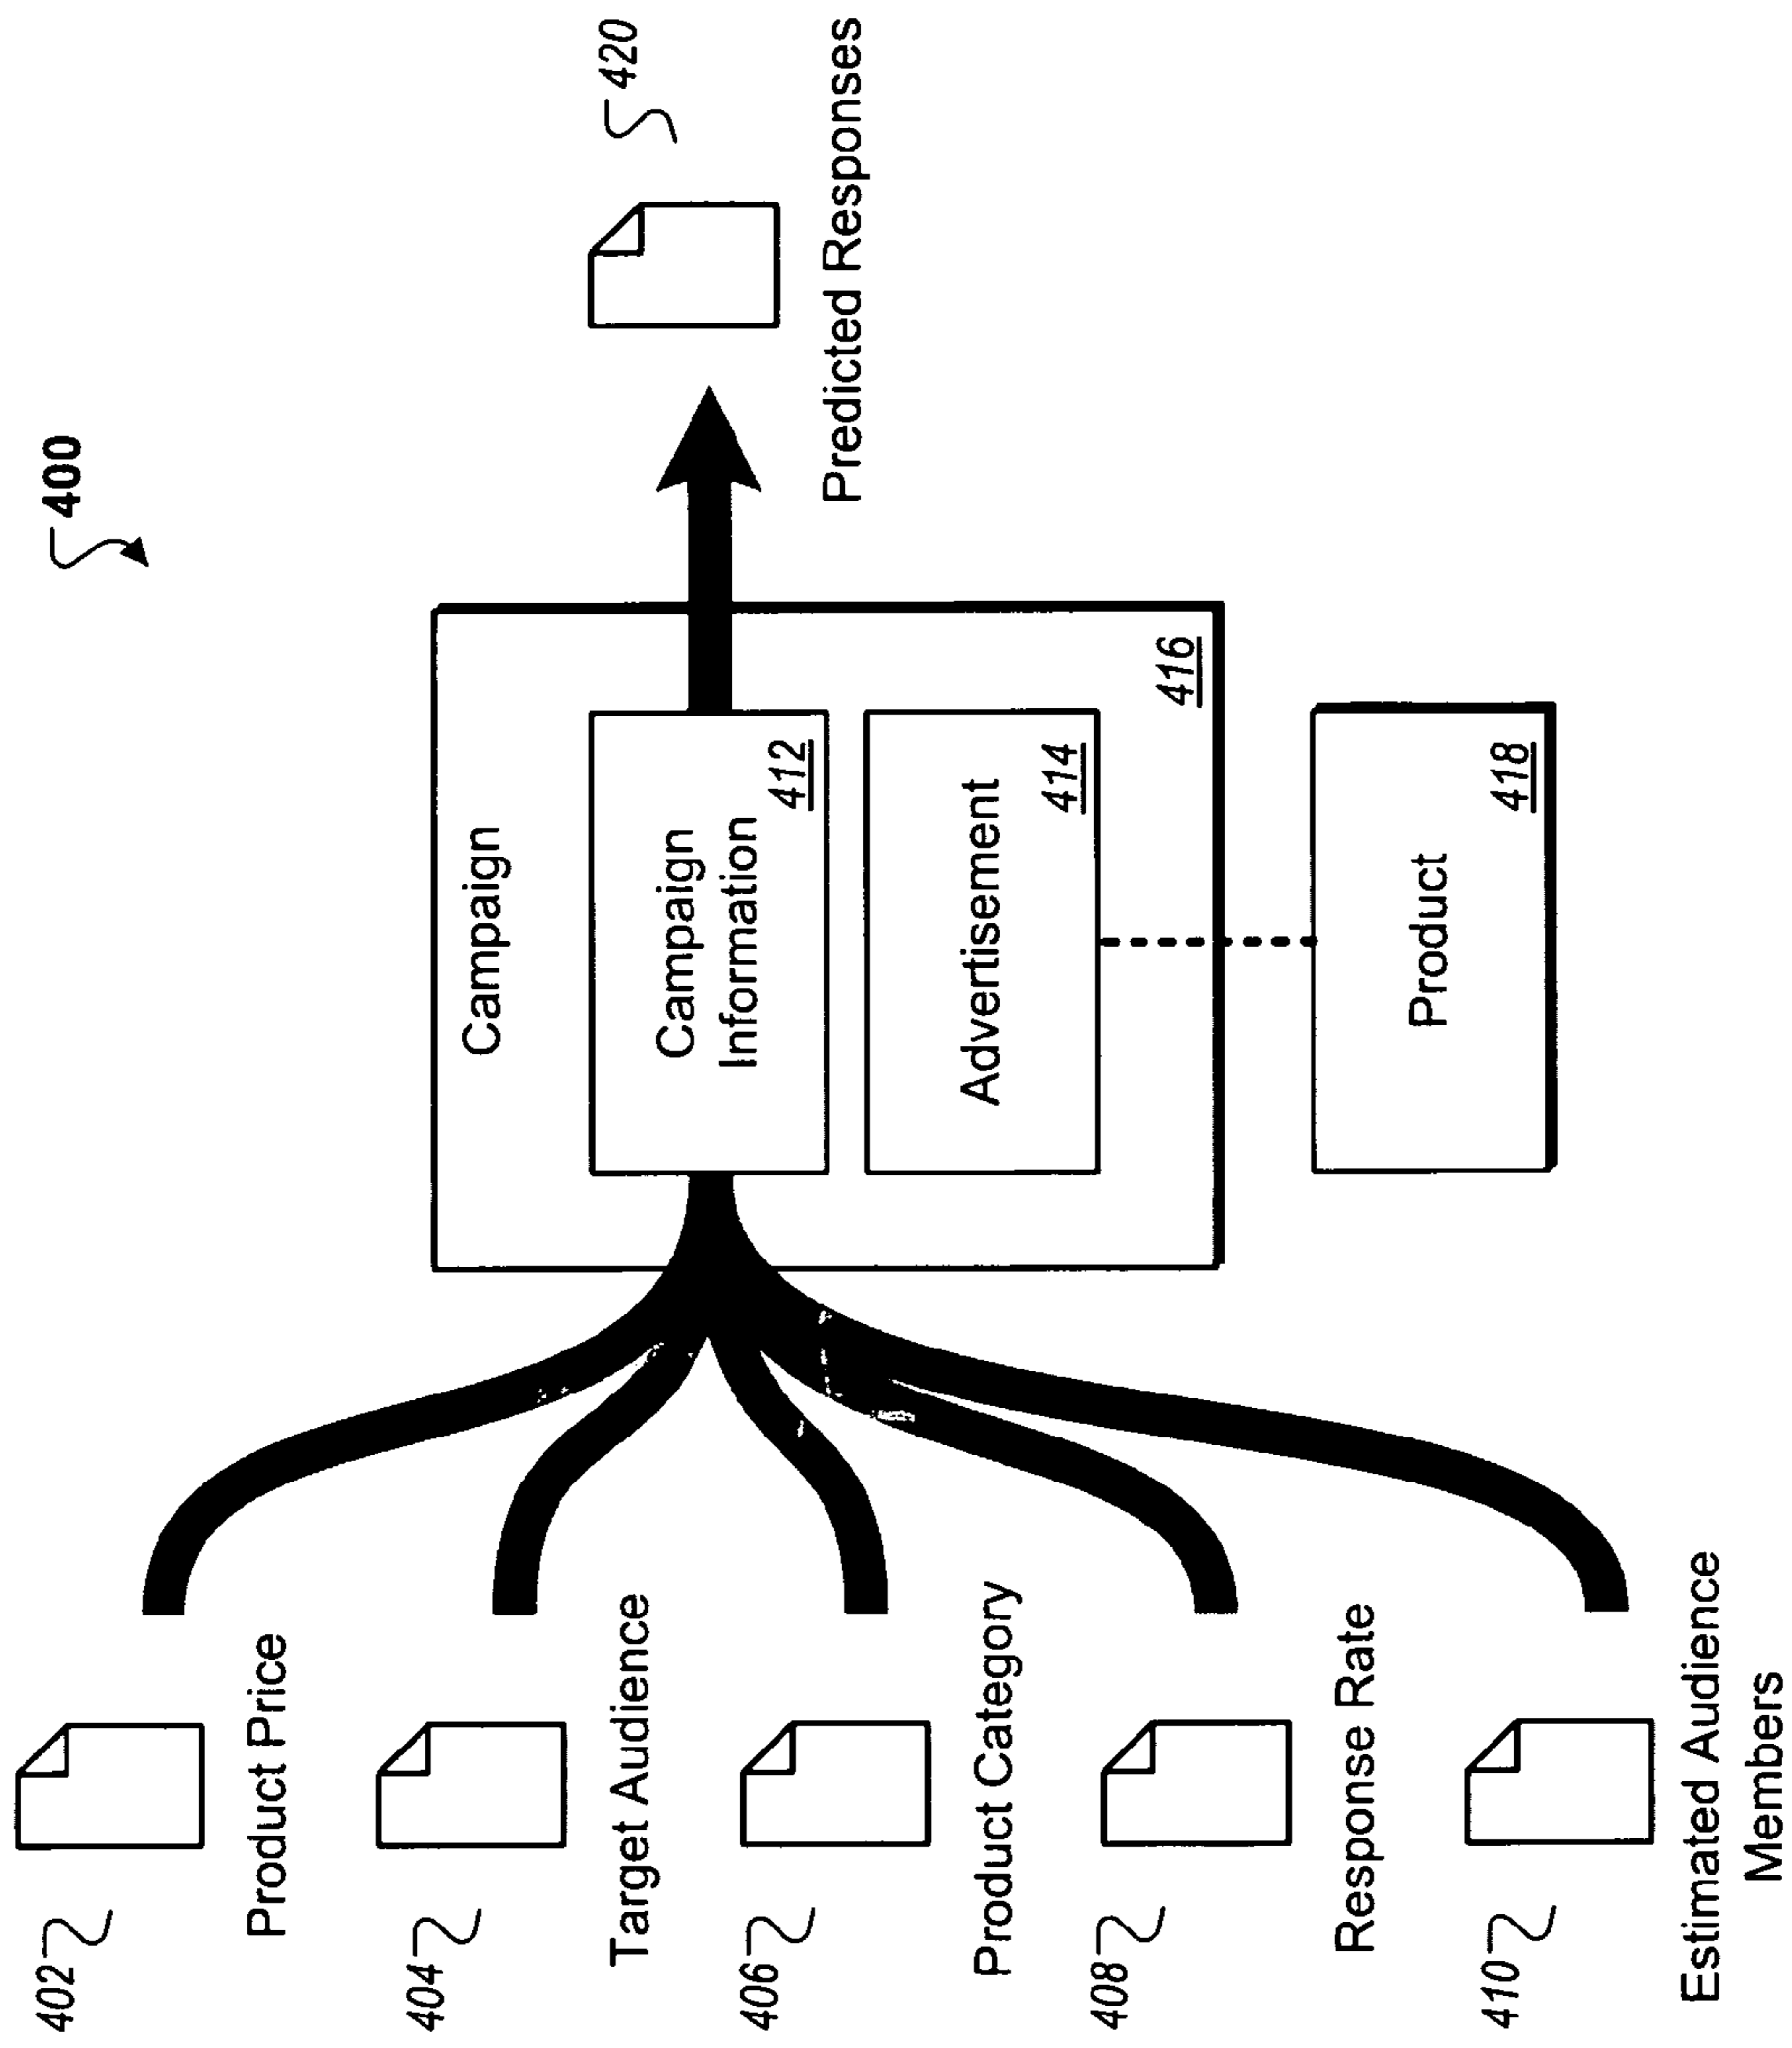 400
402
Product Price
404
Target Audience
406
Product Category
408
Response Rate
410
Estimated Audience
Members
Campaign
Campaign
Information
412
Advertisement
414
416
Product
418
420
Predicted Responses